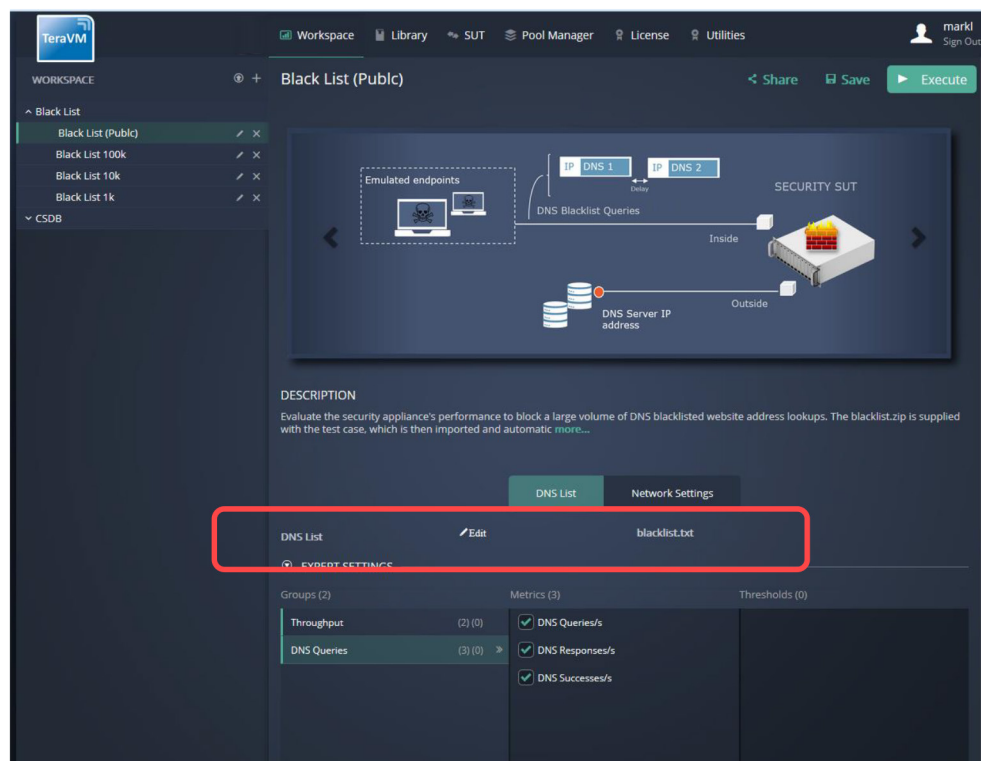 TeraVM
Workspace
Library
SUT
Pool Manager
License
Utilities
markl
Sign Out
WORKSPACE
Black List (Publc)
Share
Save
Execute
Black List
Black List (Publc)
Black List 100k
Black List 10k
Black List 1k
CSDB
Emulated endpoints
IP DNS 1
IP DNS 2
Delay
DNS Blacklist Queries
SECURITY SUT
Inside
Outside
DNS Server IP
address
DESCRIPTION
Evaluate the security appliance's performance to block a large volume of DNS blacklisted website address lookups. The blacklist.zip is supplied
with the test case, which is then imported and automatic more...
DNS List
Network Settings
DNS List
Edit
blacklist.txt
EXPERT SETTINGS
Groups (2)
Metrics (3)
Thresholds (0)
Throughput
(2) (0)
DNS Queries/s
DNS Queries
(3) (0)
DNS Responses/s
DNS Successes/s